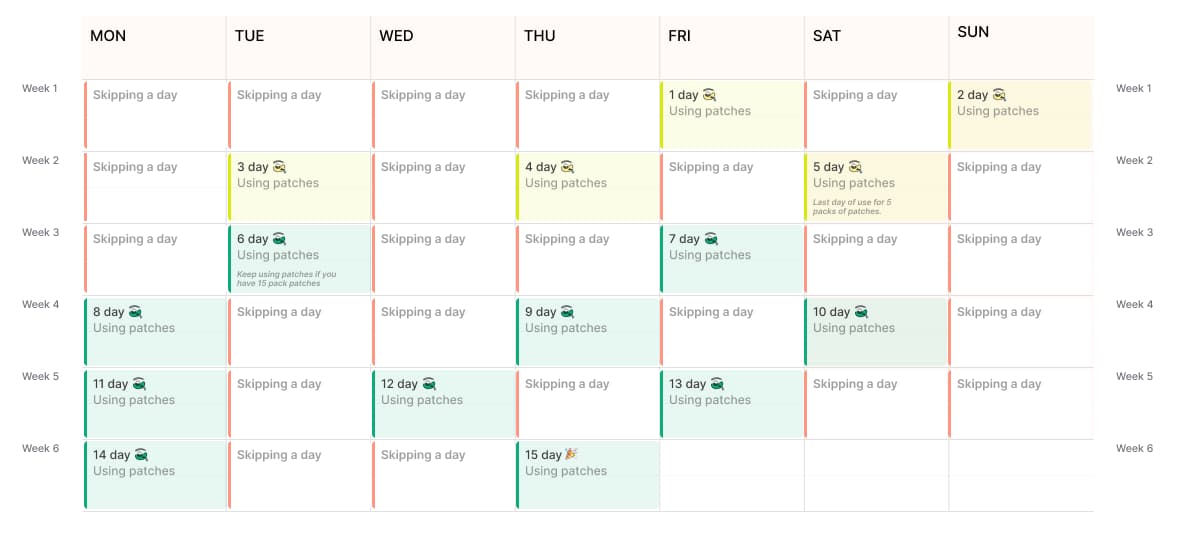 MON TUE WED THU FRI SAT SUN
Week 1 Skipping a day Skipping a day Skipping a day Skipping a day 1 day Skipping a day 2 day Week 1
Using patches Using patches
Week 2 Skipping a day 3 day Skipping a day 4 day Skipping a day 5 day Skipping a day Week 2
Using patches Using patches Using patches
Last day of use for 5
packs of patches.
Week 3 Skipping a day 6 day Skipping a day Skipping a day 7 day Skipping a day Skipping a day Week 3
Using patches Using patches
Keep using patches if you
have 15 pack patches
Week 4 8 day Skipping a day Skipping a day 9 day Skipping a day 10 day Skipping a day Week 4
Using patches Using patches Using patches
Week 5 11 day Skipping a day 12 day Skipping a day 13 day Skipping a day Skipping a day Week 5
Using patches Using patches Using patches
Week 6 14 day Skipping a day Skipping a day 15 day Week 6
Using patches Using patches